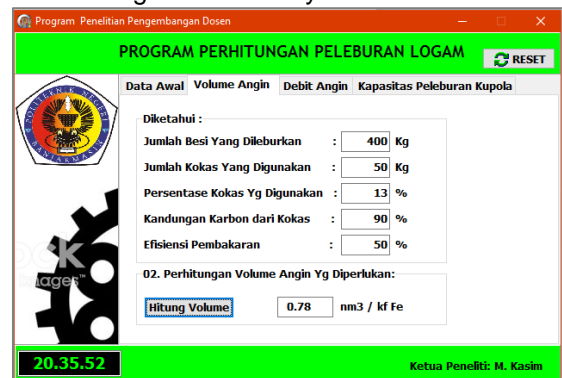 Program Penelitian Pengembangan Dosen
PROGRAM PERHITUNGAN PELEBURAN LOGAM
RESET
Data Awal Volume Angin Debit Angin Kapasitas Peleburan Kupola
Diketahui :
Jumlah Besi Yang Dileburkan : 400 Kg
Jumlah Kokas Yang Digunakan : 50 Kg
Persentase Kokas Yg Digunakan : 13 %
Kandungan Karbon dari Kokas : 90 %
Efisiensi Pembakaran : 50 %
02. Perhitungan Volume Angin Yg Diperlukan:
Hitung Volume 0.78 nm3 / kf Fe
20.35.52
Ketua Peneliti: M. Kasim